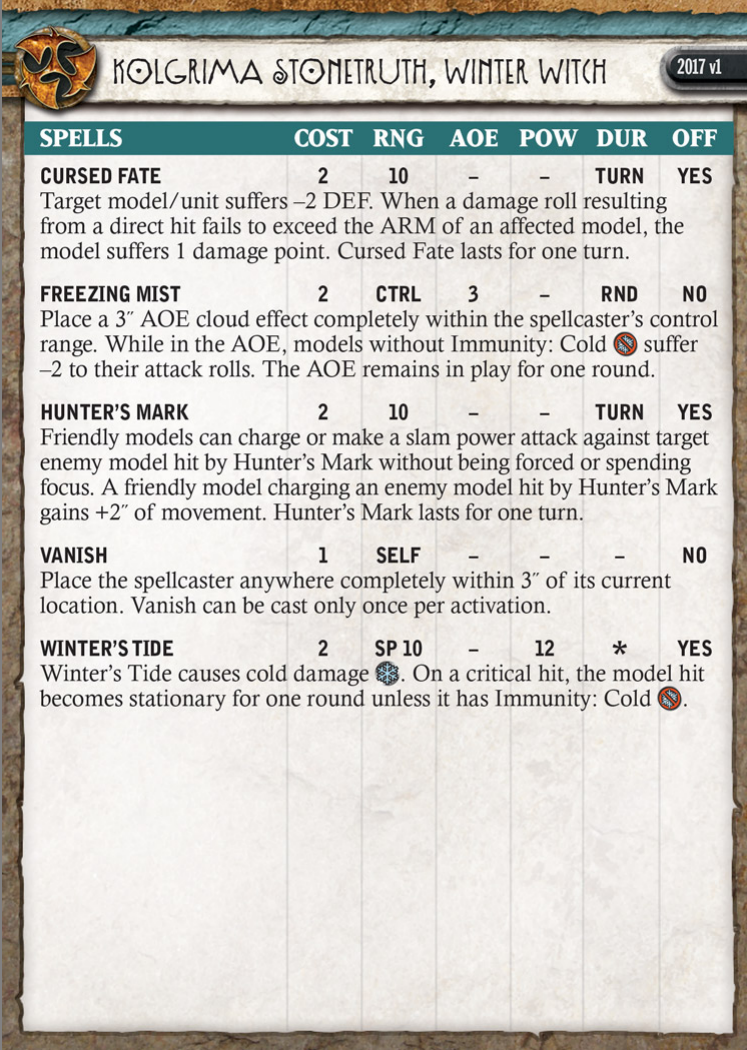 KOLGRIMA STONETRUTH, WINTER WITCH
2017 v1
SPELLS COST RNG AOE POW DUR OFF
CURSED FATE 2 10 – – TURN YES
Target model/unit suffers –2 DEF. When a damage roll resulting
from a direct hit fails to exceed the ARM of an affected model, the
model suffers 1 damage point. Cursed Fate lasts for one turn.
FREEZING MIST 2 CTRL 3 – RND NO
Place a 3˝ AOE cloud effect completely within the spellcaster's control
range. While in the AOE, models without Immunity: Cold suffer
–2 to their attack rolls. The AOE remains in play for one round.
HUNTER'S MARK 2 10 – – TURN YES
Friendly models can charge or make a slam power attack against target
enemy model hit by Hunter's Mark without being forced or spending
focus. A friendly model charging an enemy model hit by Hunter's Mark
gains +2˝ of movement. Hunter's Mark lasts for one turn.
VANISH 1 SELF – – – NO
Place the spellcaster anywhere completely within 3˝ of its current
location. Vanish can be cast only once per activation.
WINTER'S TIDE 2 SP 10 – 12 * YES
Winter's Tide causes cold damage . On a critical hit, the model hit
becomes stationary for one round unless it has Immunity: Cold .